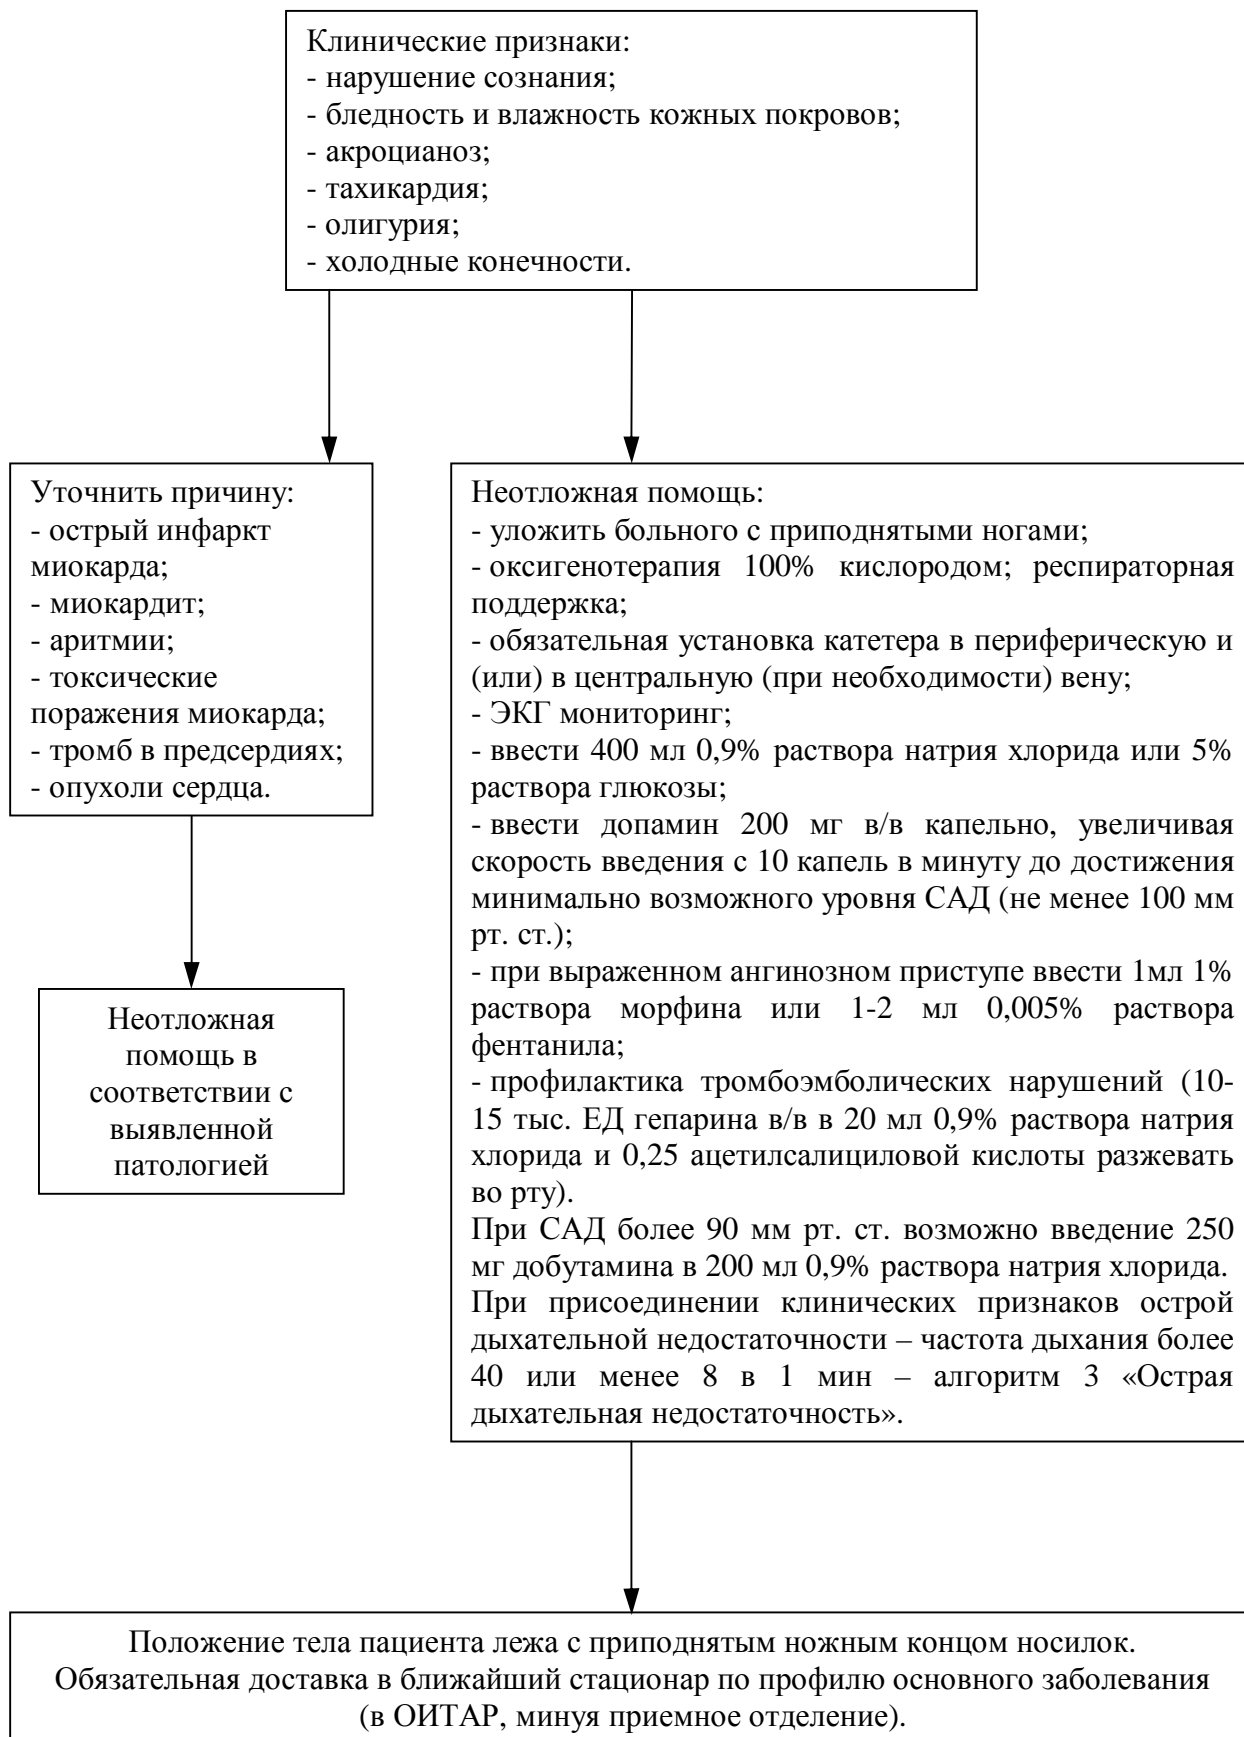 Клинические признаки:
- нарушение сознания;
- бледность и влажность кожных покровов;
- акроцианоз;
- тахикардия;
- олигурия;
- холодные конечности.
Уточнить причину:
- острый инфаркт
миокарда;
- миокардит;
- аритмии;
- токсические
поражения миокарда;
- тромб в предсердиях;
- опухоли сердца.
Неотложная
помощь в
соответствии с
выявленной
патологией
Неотложная помощь:
- уложить больного с приподнятыми ногами;
- оксигенотерапия 100% кислородом; респираторная
поддержка;
- обязательная установка катетера в периферическую и
(или) в центральную (при необходимости) вену;
- ЭКГ мониторинг;
- ввести 400 мл 0,9% раствора натрия хлорида или 5%
раствора глюкозы;
- ввести допамин 200 мг в/в капельно, увеличивая
скорость введения с 10 капель в минуту до достижения
минимально возможного уровня САД (не менее 100 мм
рт. ст.);
- при выраженном ангинозном приступе ввести 1мл 1%
раствора морфина или 1-2 мл 0,005% раствора
фентанила;
- профилактика тромбоэмболических нарушений (10-
15 тыс. ЕД гепарина в/в в 20 мл 0,9% раствора натрия
хлорида и 0,25 ацетилсалициловой кислоты разжевать
во рту).
При САД более 90 мм рт. ст. возможно введение 250
мг добутамина в 200 мл 0,9% раствора натрия хлорида.
При присоединении клинических признаков острой
дыхательной недостаточности – частота дыхания более
40 или менее 8 в 1 мин – алгоритм 3 «Острая
дыхательная недостаточность».
Положение тела пациента лежа с приподнятым ножным концом носилок.
Обязательная доставка в ближайший стационар по профилю основного заболевания
(в ОИТАР, минуя приемное отделение).